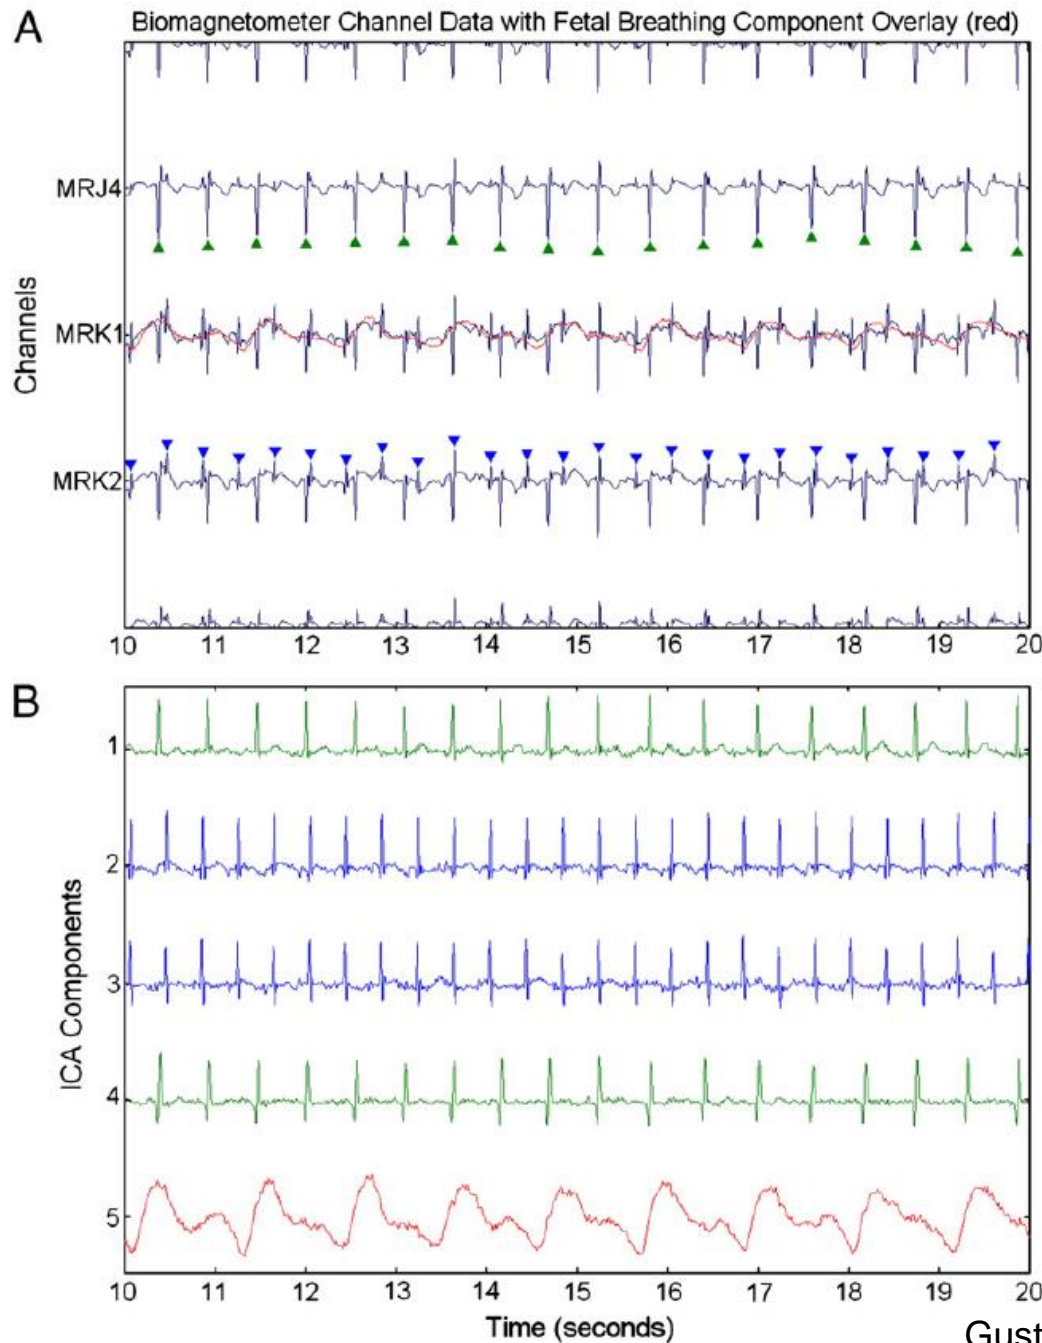 A
Biomagnetometer Channel Data with Fetal Breathing Component Overlay (red)
Channels
MRJ4
MRK1
MRK2
10 11 12 13 14 15 16 17 18 19 20
B
ICA Components
1
2
3
4
5
10 11 12 13 14 15 16 17 18 19 20
Time (seconds)
Gust